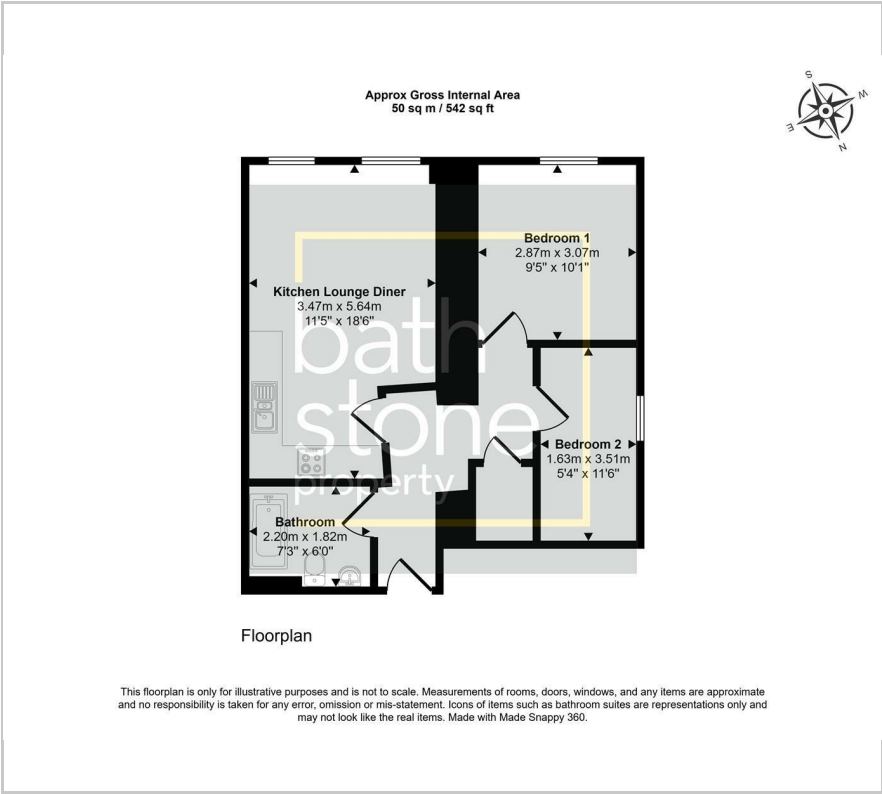 Approx Gross Internal Area
50 sq m / 542 sq ft
S
W
E
N
Bedroom 1
2.87m x 3.07m
9'5" x 10'1"
Kitchen Lounge Diner
3.47m x 5.64m
11'5" x 18'6"
bath
stone
property
Bedroom 2
1.63m x 3.51m
5'4" x 11'6"
Bathroom
2.20m x 1.82m
7'3" x 6'0"
Floorplan
This floorplan is only for illustrative purposes and is not to scale. Measurements of rooms, doors, windows, and any items are approximate
and no responsibility is taken for any error, omission or mis-statement. Icons of items such as bathroom suites are representations only and
may not look like the real items. Made with Made Snappy 360.